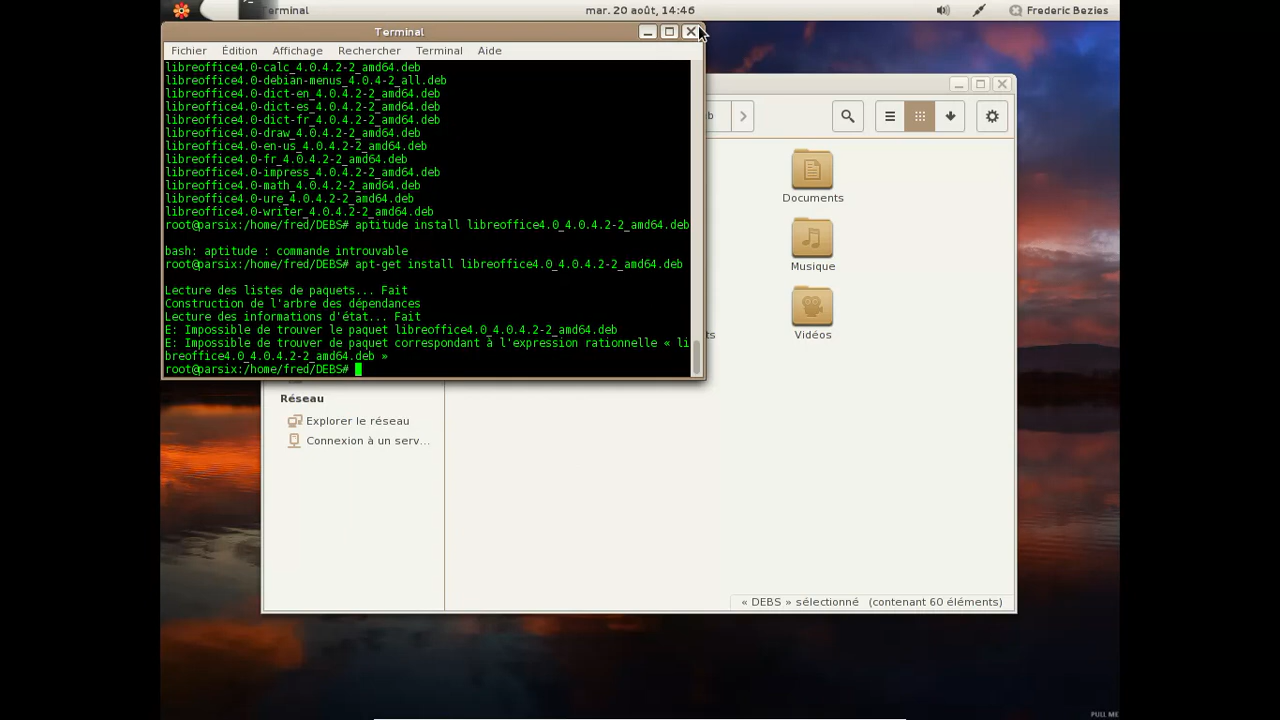 Terminal
mar. 20 août, 14:46
Frederic Bezies
Terminal
Fichier Édition Affichage Rechercher Terminal Aide
libreoffice4.0-calc_4.0.4.2-2_amd64.deb
libreoffice4.0-debian-menus_4.0.4-2_all.deb
libreoffice4.0-dict-en_4.0.4.2-2_amd64.deb
libreoffice4.0-dict-es_4.0.4.2-2_amd64.deb
libreoffice4.0-dict-fr_4.0.4.2-2_amd64.deb
libreoffice4.0-draw_4.0.4.2-2_amd64.deb
libreoffice4.0-en-us_4.0.4.2-2_amd64.deb
libreoffice4.0-fr_4.0.4.2-2_amd64.deb
libreoffice4.0-impress_4.0.4.2-2_amd64.deb
libreoffice4.0-math_4.0.4.2-2_amd64.deb
libreoffice4.0-ure_4.0.4.2-2_amd64.deb
libreoffice4.0-writer_4.0.4.2-2_amd64.deb
root@parsix:/home/fred/DEBS# aptitude install libreoffice4.0_4.0.4.2-2_amd64.deb
bash: aptitude : commande introuvable
root@parsix:/home/fred/DEBS# apt-get install libreoffice4.0_4.0.4.2-2_amd64.deb
Lecture des listes de paquets... Fait
Construction de l'arbre des dépendances
Lecture des informations d'état... Fait
E: Impossible de trouver le paquet libreoffice4.0_4.0.4.2-2_amd64.deb
E: Impossible de trouver de paquet correspondant à l'expression rationnelle « li
breoffice4.0_4.0.4.2-2_amd64.deb »
root@parsix:/home/fred/DEBS#
b
Documents
Musique
ts
Vidéos
Réseau
Explorer le réseau
Connexion à un serv...
« DEBS » sélectionné (contenant 60 éléments)
PULL ME